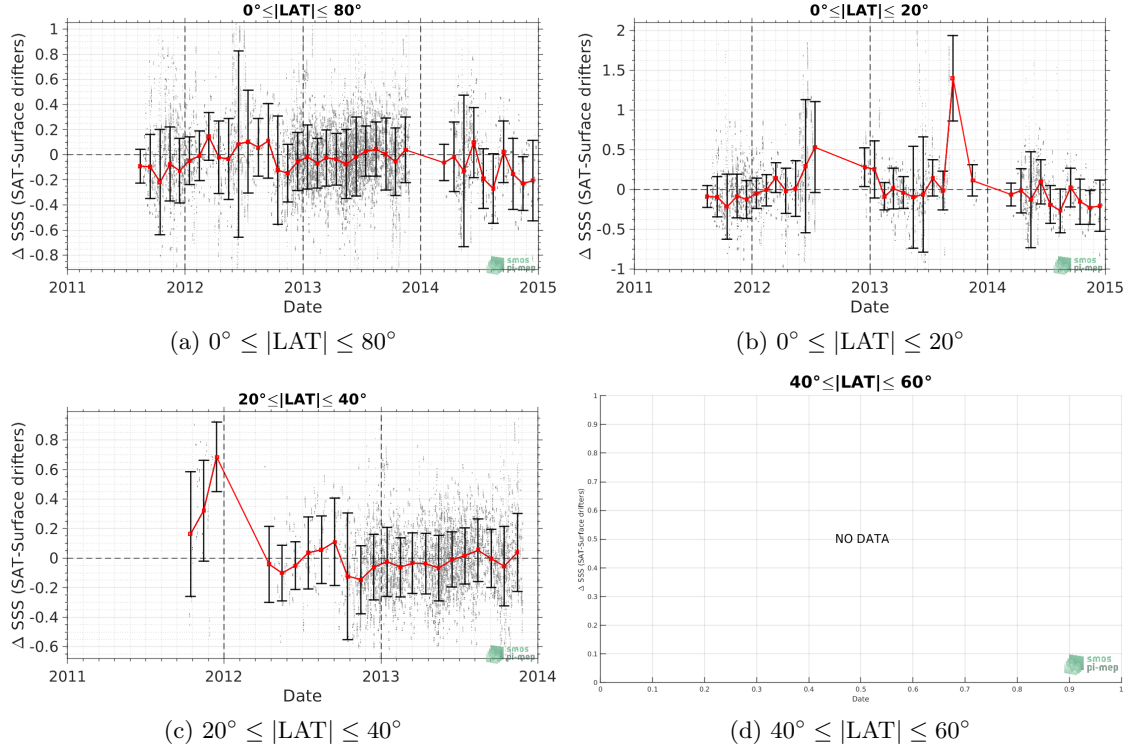 0°≤|LAT|≤ 80°
Δ SSS (SAT-Surface drifters)
1
0.8
0.6
0.4
0.2
0
-0.2
-0.4
-0.6
-0.8
2011 2012 2013 2014 2015
Date
smos
pi-mep
(a) 0° ≤ |LAT| ≤ 80°
0°≤|LAT|≤ 20°
Δ SSS (SAT-Surface drifters)
2
1.5
1
0.5
0
-0.5
-1
2011 2012 2013 2014 2015
Date
smos
pi-mep
(b) 0° ≤ |LAT| ≤ 20°
20°≤|LAT|≤ 40°
Δ SSS (SAT-Surface drifters)
0.8
0.6
0.4
0.2
0
-0.2
-0.4
-0.6
2011 2012 2013 2014
Date
smos
pi-mep
(c) 20° ≤ |LAT| ≤ 40°
40°≤|LAT|≤ 60°
Δ SSS (SAT-Surface drifters)
1
0.9
0.8
0.7
0.6
0.5
0.4
0.3
0.2
0.1
0
NO DATA
0 0.1 0.2 0.3 0.4 0.5 0.6 0.7 0.8 0.9 1
Date
smos
pi-mep
(d) 40° ≤ |LAT| ≤ 60°